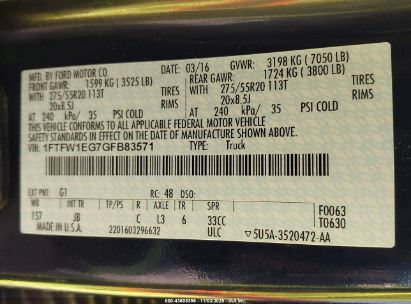 MFD. BY FORD MOTOR CO.
DATE: 03/16 GVWR: 3198 KG ( 7050 LB)
FRONT GAWR: 1599 KG ( 3525 LB) REAR GAWR: 1724 KG ( 3800 LB)
WITH 275/55R20 113T TIRES WITH 275/55R20 113T TIRES
20x8.5J RIMS 20x8.5J RIMS
AT 240 kPa/ 35 PSI COLD AT 240 kPa/ 35 PSI COLD
THIS VEHICLE CONFORMS TO ALL APPLICABLE FEDERAL MOTOR VEHICLE
SAFETY AND THEFT PREVENTION STANDARDS IN EFFECT ON THE DATE OF MANUFACTURE SHOWN ABOVE.
VIN: 1FTFW1EG7GFB83571 TYPE: Truck
EXT PNT: G1 RC: 48 DSO:
WB INT TR TP/PS R AX TR SPR
157 JB C L3 6 33CC F0063 T0630
MADE IN U.S.A. 2201603296632 ULC 5U5A-3520472-AA